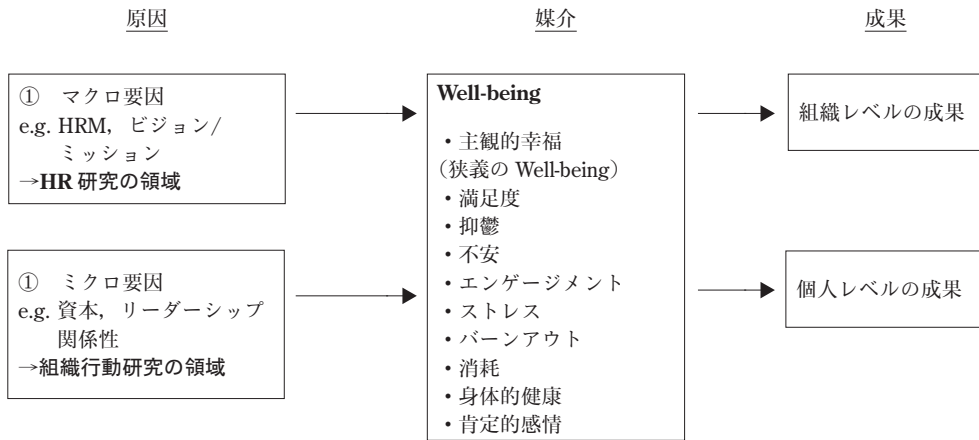 原因
媒介
成果
① マクロ要因
e.g. HRM, ビジョン/
ミッション
→HR 研究の領域
① ミクロ要因
e.g. 資本, リーダーシップ
関係性
→組織行動研究の領域
Well-being
・主観的幸福
(狭義の Well-being)
・満足度
・抑鬱
・不安
・エンゲージメント
・ストレス
・バーンアウト
・消耗
・身体的健康
・肯定的感情
組織レベルの成果
個人レベルの成果